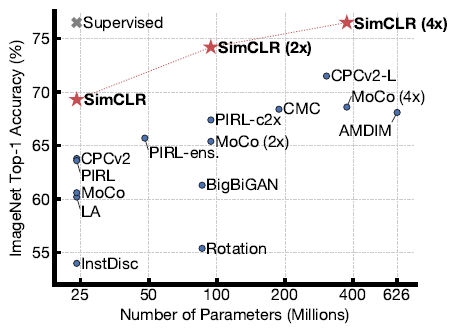 ImageNet Top-1 Accuracy (%)
75
70
65
60
55
Supervised
SimCLR (4x)
SimCLR (2x)
SimCLR
CPCv2-L
MoCo (4x)
CMC
AMDIM
PIRL-c2x
MoCo (2x)
PIRL-ens.
CPCv2
PIRL
MoCo
LA
BigBiGAN
Rotation
InstDisc
25 50 100 200 400 626
Number of Parameters (Millions)